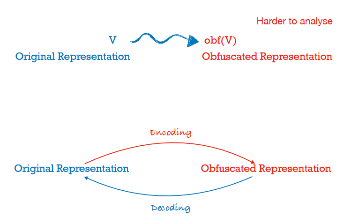 Harder to analyse
V obf(V)
Original Representation Obfuscated Representation
Encoding
Original Representation Obfuscated Representation
Decoding